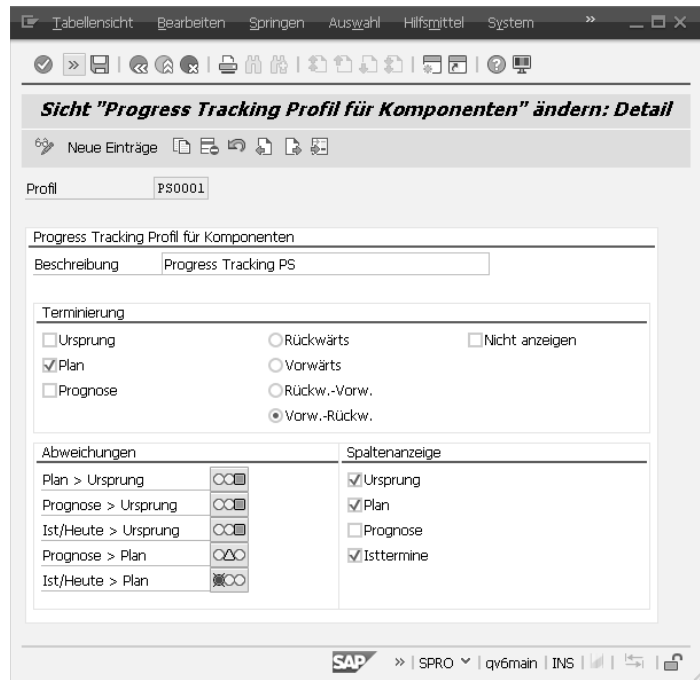 Tabellensicht Bearbeiten Springen Auswahl Hilfsmittel System »
»
Sicht "Progress Tracking Profil für Komponenten" ändern: Detail
Neue Einträge
Profil PS0001
Progress Tracking Profil für Komponenten
Beschreibung Progress Tracking PS
Terminierung
Ursprung Rückwärts Nicht anzeigen
Plan Vorwärts
Prognose Rückw.-Vorw.
Vorw.-Rückw.
Abweichungen Spaltenanzeige
Plan > Ursprung Ursprung
Prognose > Ursprung Plan
Ist/Heute > Ursprung Prognose
Prognose > Plan Isttermine
Ist/Heute > Plan
SAP » SPRO qv6main INS